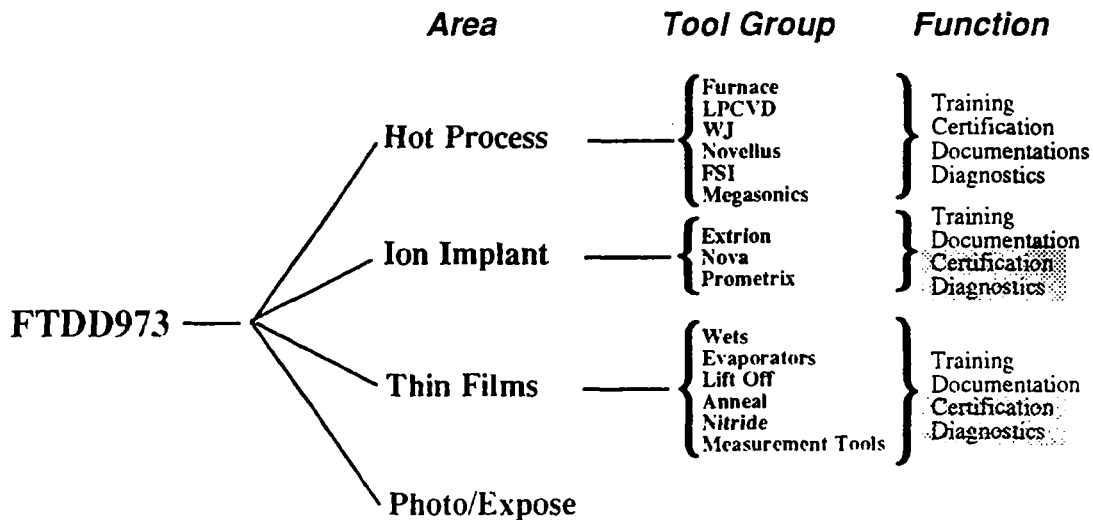 Area Tool Group Function
Hot Process
Furnace
LPCVD
WJ
Novellus
FSI
Megasonics
Training
Certification
Documentations
Diagnostics
Ion Implant
Extrion
Nova
Prometrix
Training
Documentation
Certification
Diagnostics
FTDD973
Thin Films
Wets
Evaporators
Lift Off
Anneal
Nitride
Measurement Tools
Training
Documentation
Certification
Diagnostics
Photo/Expose